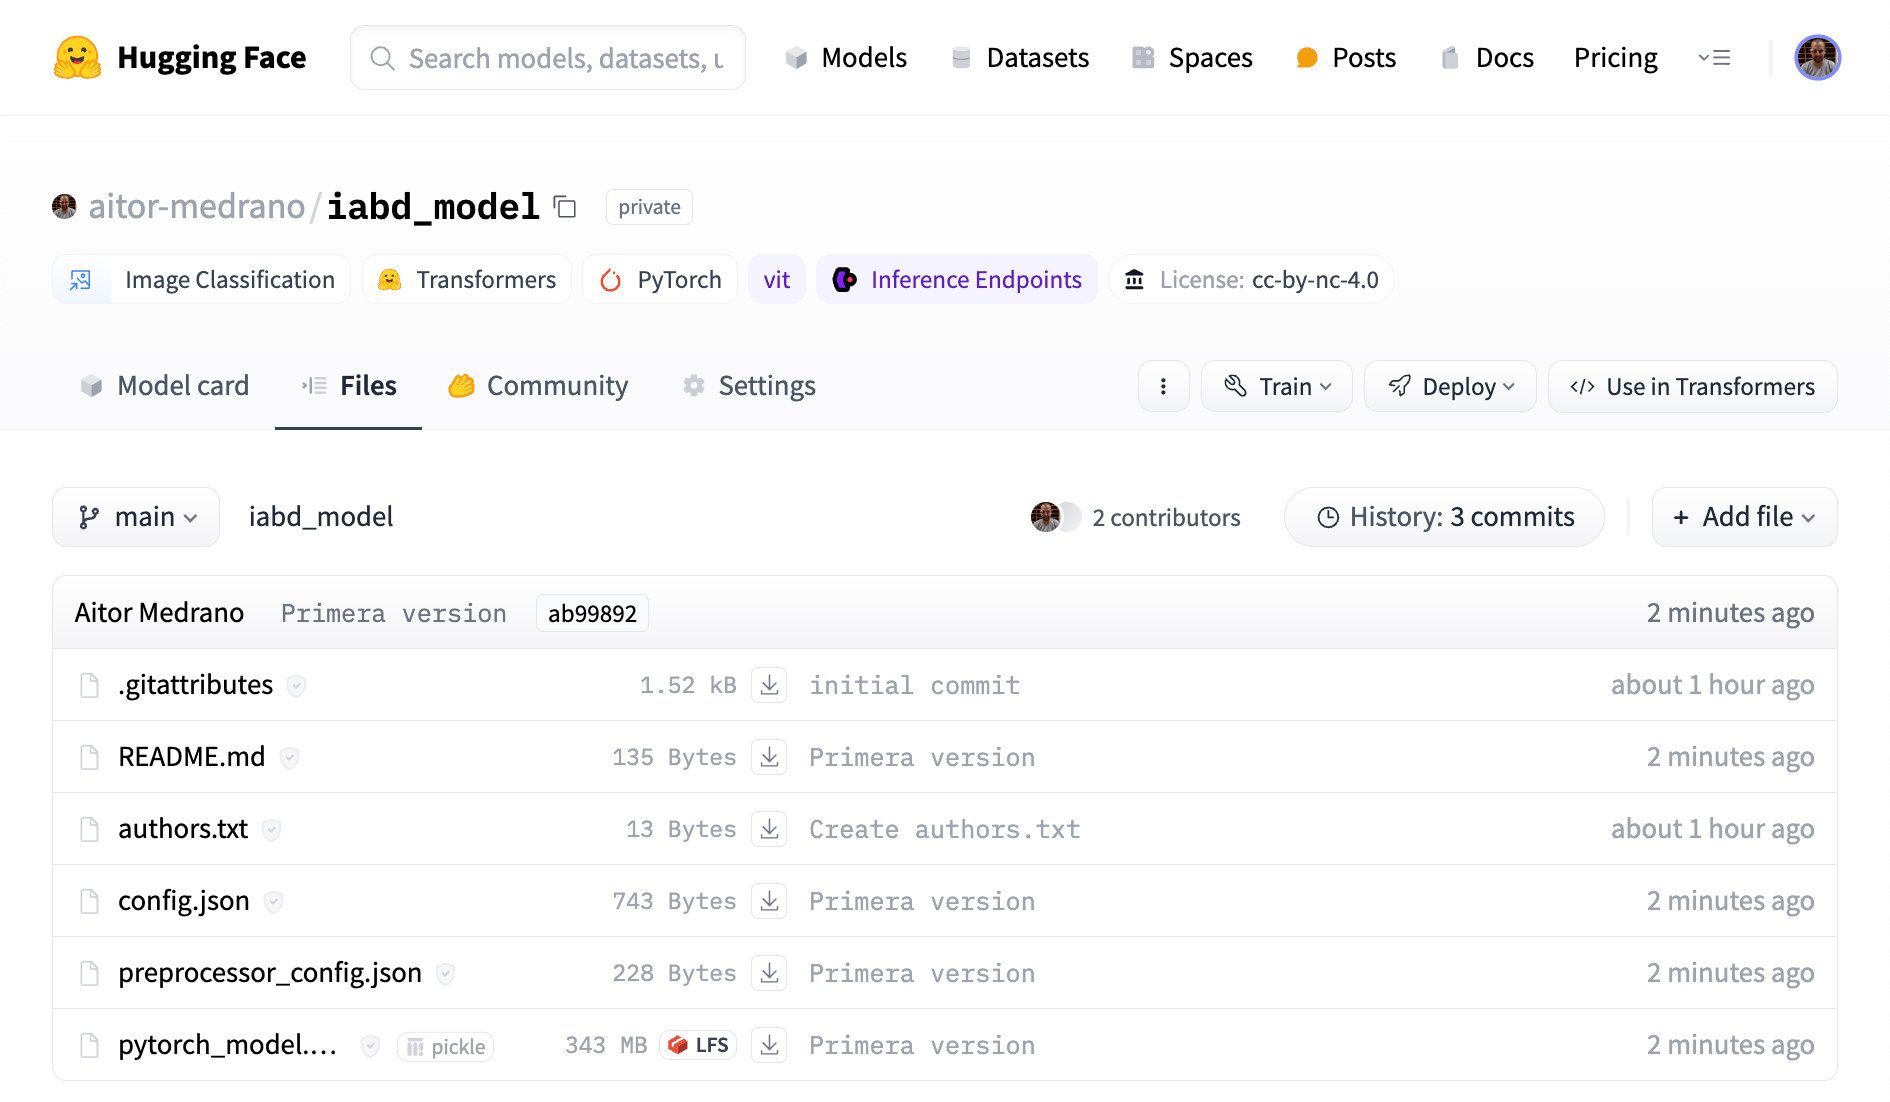 Hugging Face
Search models, datasets, u
Models
Datasets
Spaces
Posts
Docs
Pricing
aitor-medrano/iabd_model
private
Image Classification
Transformers
PyTorch
vit
Inference Endpoints
License: cc-by-nc-4.0
Model card
Files
Community
Settings
Train
Deploy
</> Use in Transformers
main
iabd_model
2 contributors
History: 3 commits
+ Add file
Aitor Medrano Primera version ab99892 2 minutes ago
.gitattributes 1.52 kB initial commit about 1 hour ago
README.md 135 Bytes Primera version 2 minutes ago
authors.txt 13 Bytes Create authors.txt about 1 hour ago
config.json 743 Bytes Primera version 2 minutes ago
preprocessor_config.json 228 Bytes Primera version 2 minutes ago
pytorch_model.… pickle 343 MB LFS Primera version 2 minutes ago